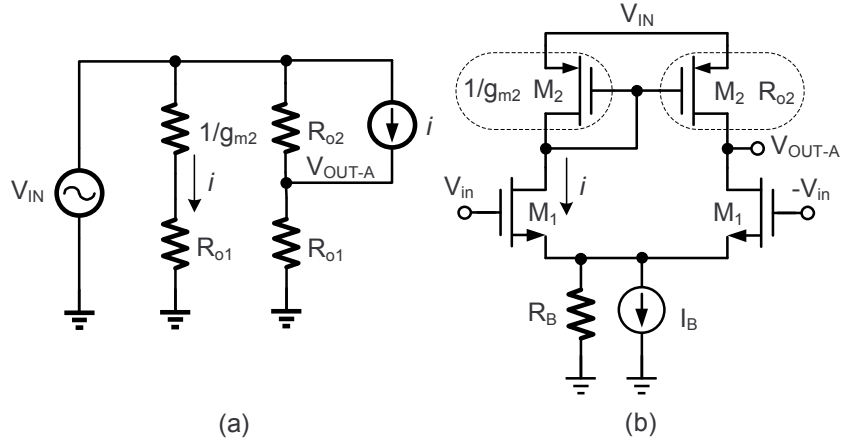 V_IN
1/g_m2
i
R_o1
R_o2
V_OUT-A
R_o1
i
(a)
V_IN
1/g_m2
M_2
M_2
R_o2
V_OUT-A
V_in
i
-V_in
M_1
M_1
R_B
I_B
(b)